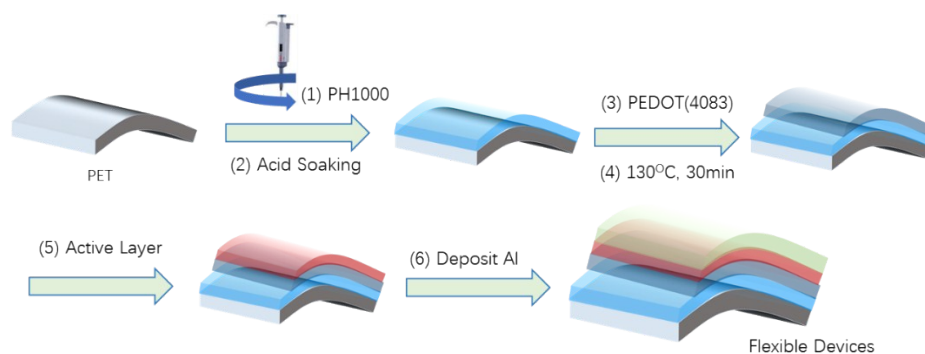 (1) PH1000
(2) Acid Soaking
PET
(3) PEDOT(4083)
(4) 130°C, 30min
(5) Active Layer
(6) Deposit Al
Flexible Devices